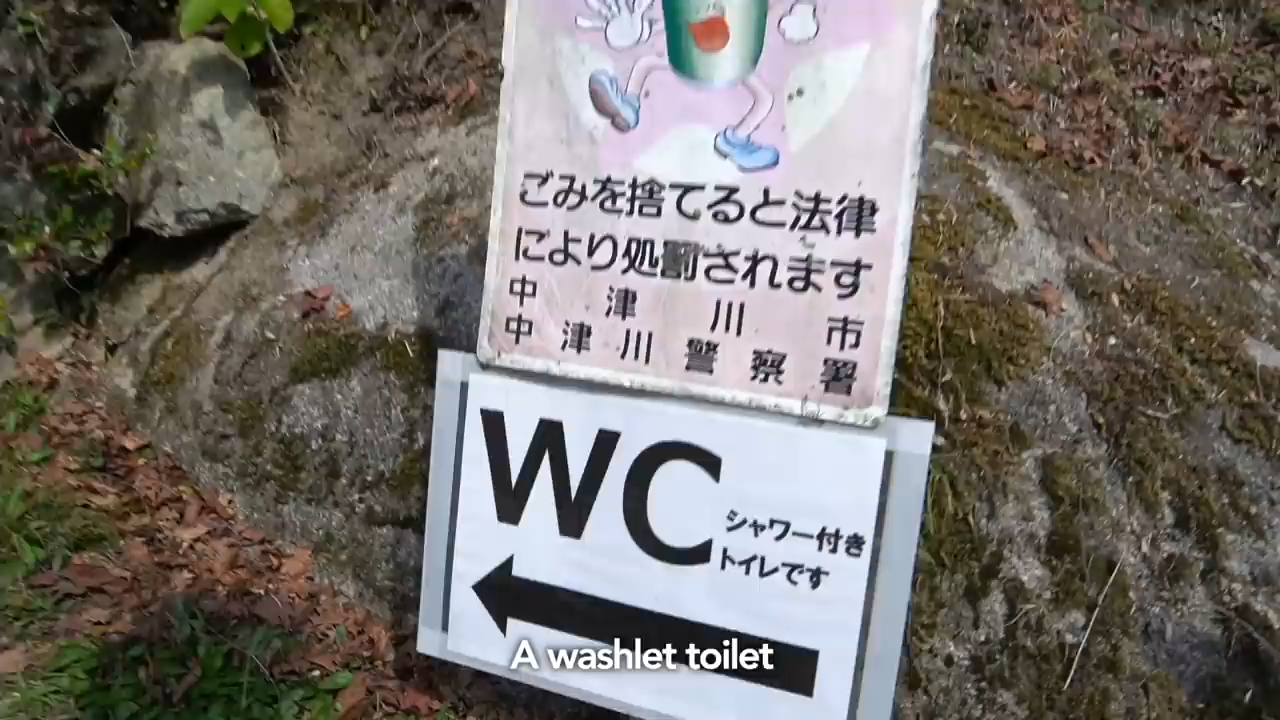 ごみを捨てると法律
により処罰されます
中津川市
中津川警察署
WC
シャワー付き
トイレです
A washlet toilet